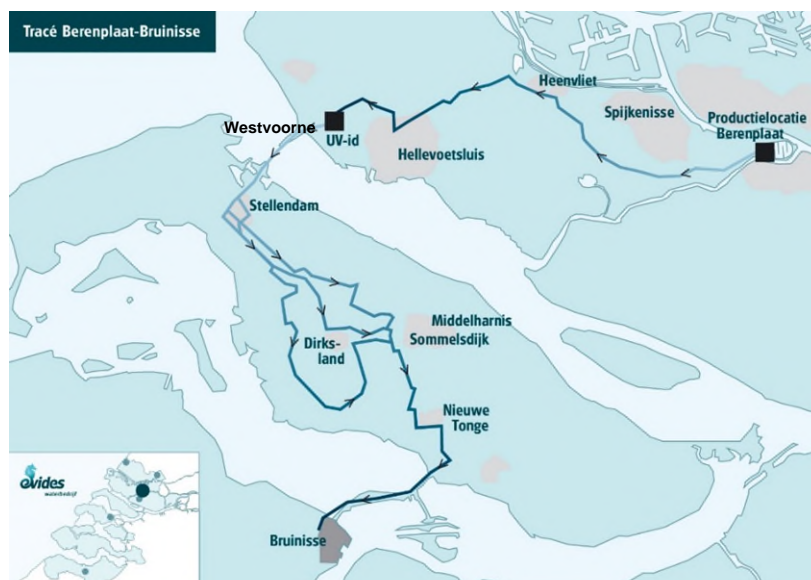 Tracé Berenplaat-Bruinisse
Heenvliet
Spijkenisse
Productielocatie
Berenplaat
Westvoorne
UV-id
Hellevoetsluis
Stellendam
Middelharnis
Sommelsdijk
Dirks-
land
Nieuwe
Tonge
Bruinisse
evides
waterbedrijf